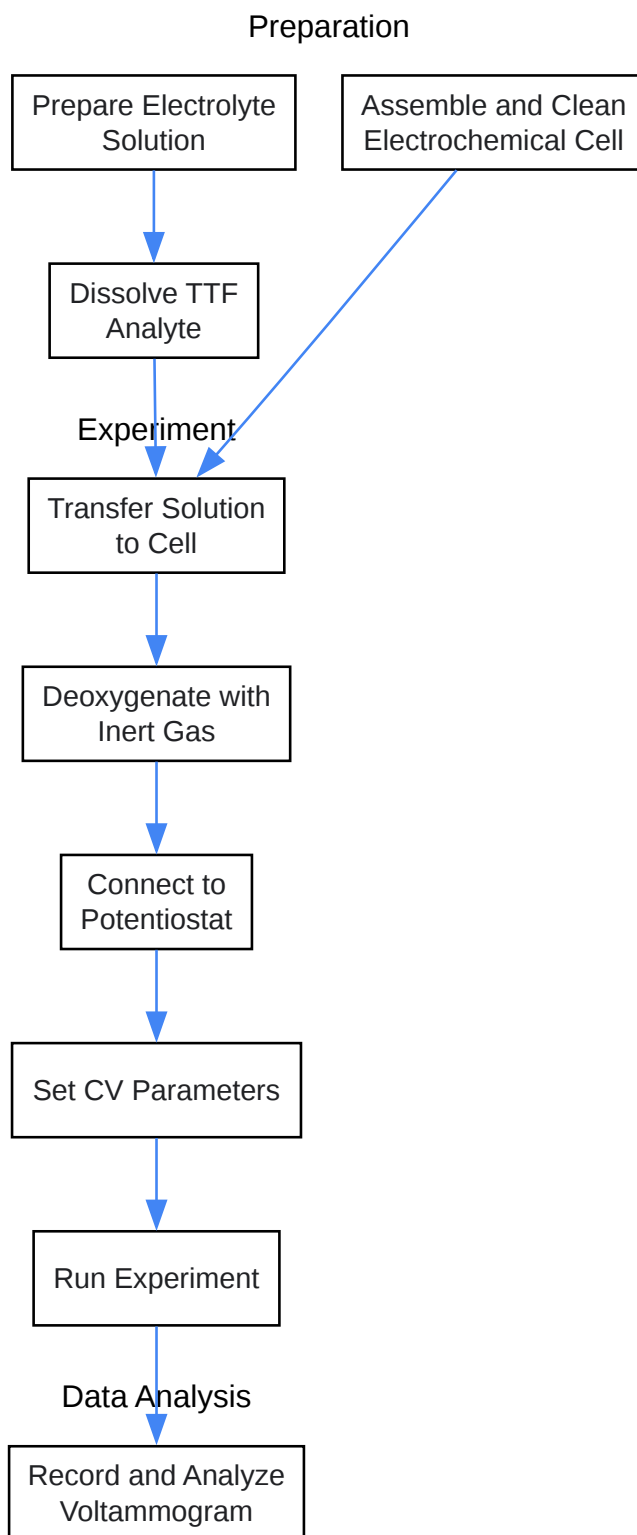 Preparation
Prepare Electrolyte
Solution
Assemble and Clean
Electrochemical Cell
Dissolve TTF
Analyte
Experiment
Transfer Solution
to Cell
Deoxygenate with
Inert Gas
Connect to
Potentiostat
Set CV Parameters
Run Experiment
Data Analysis
Record and Analyze
Voltammogram